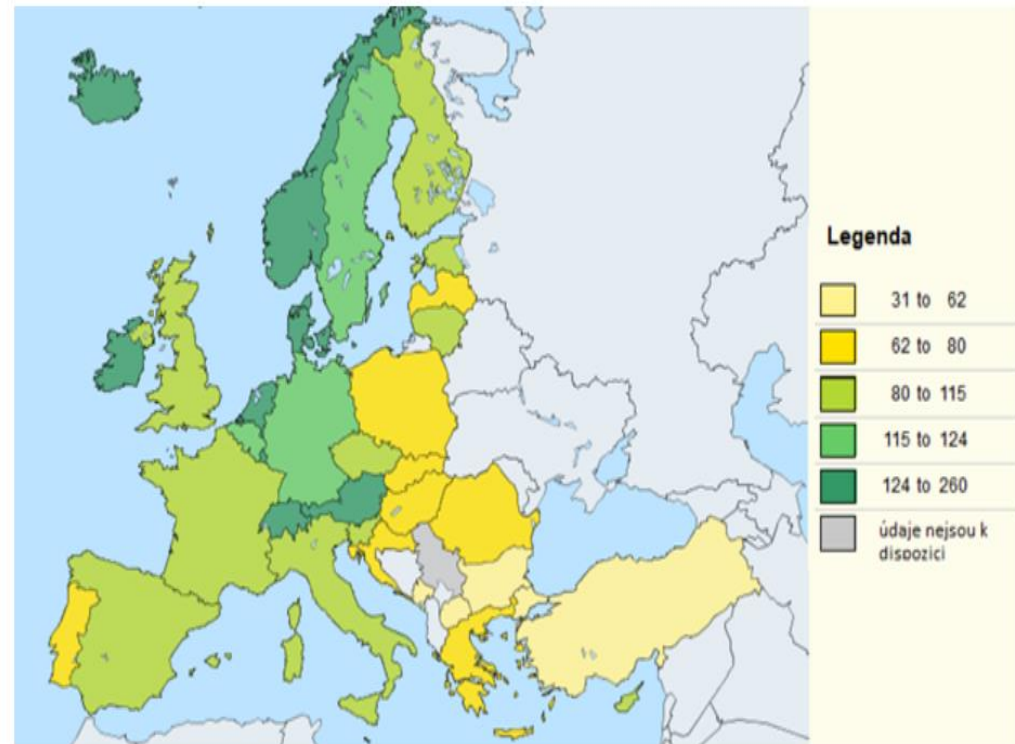 Legenda
31 to 62
62 to 80
80 to 115
115 to 124
124 to 260
údaje nejsou k
dispozici